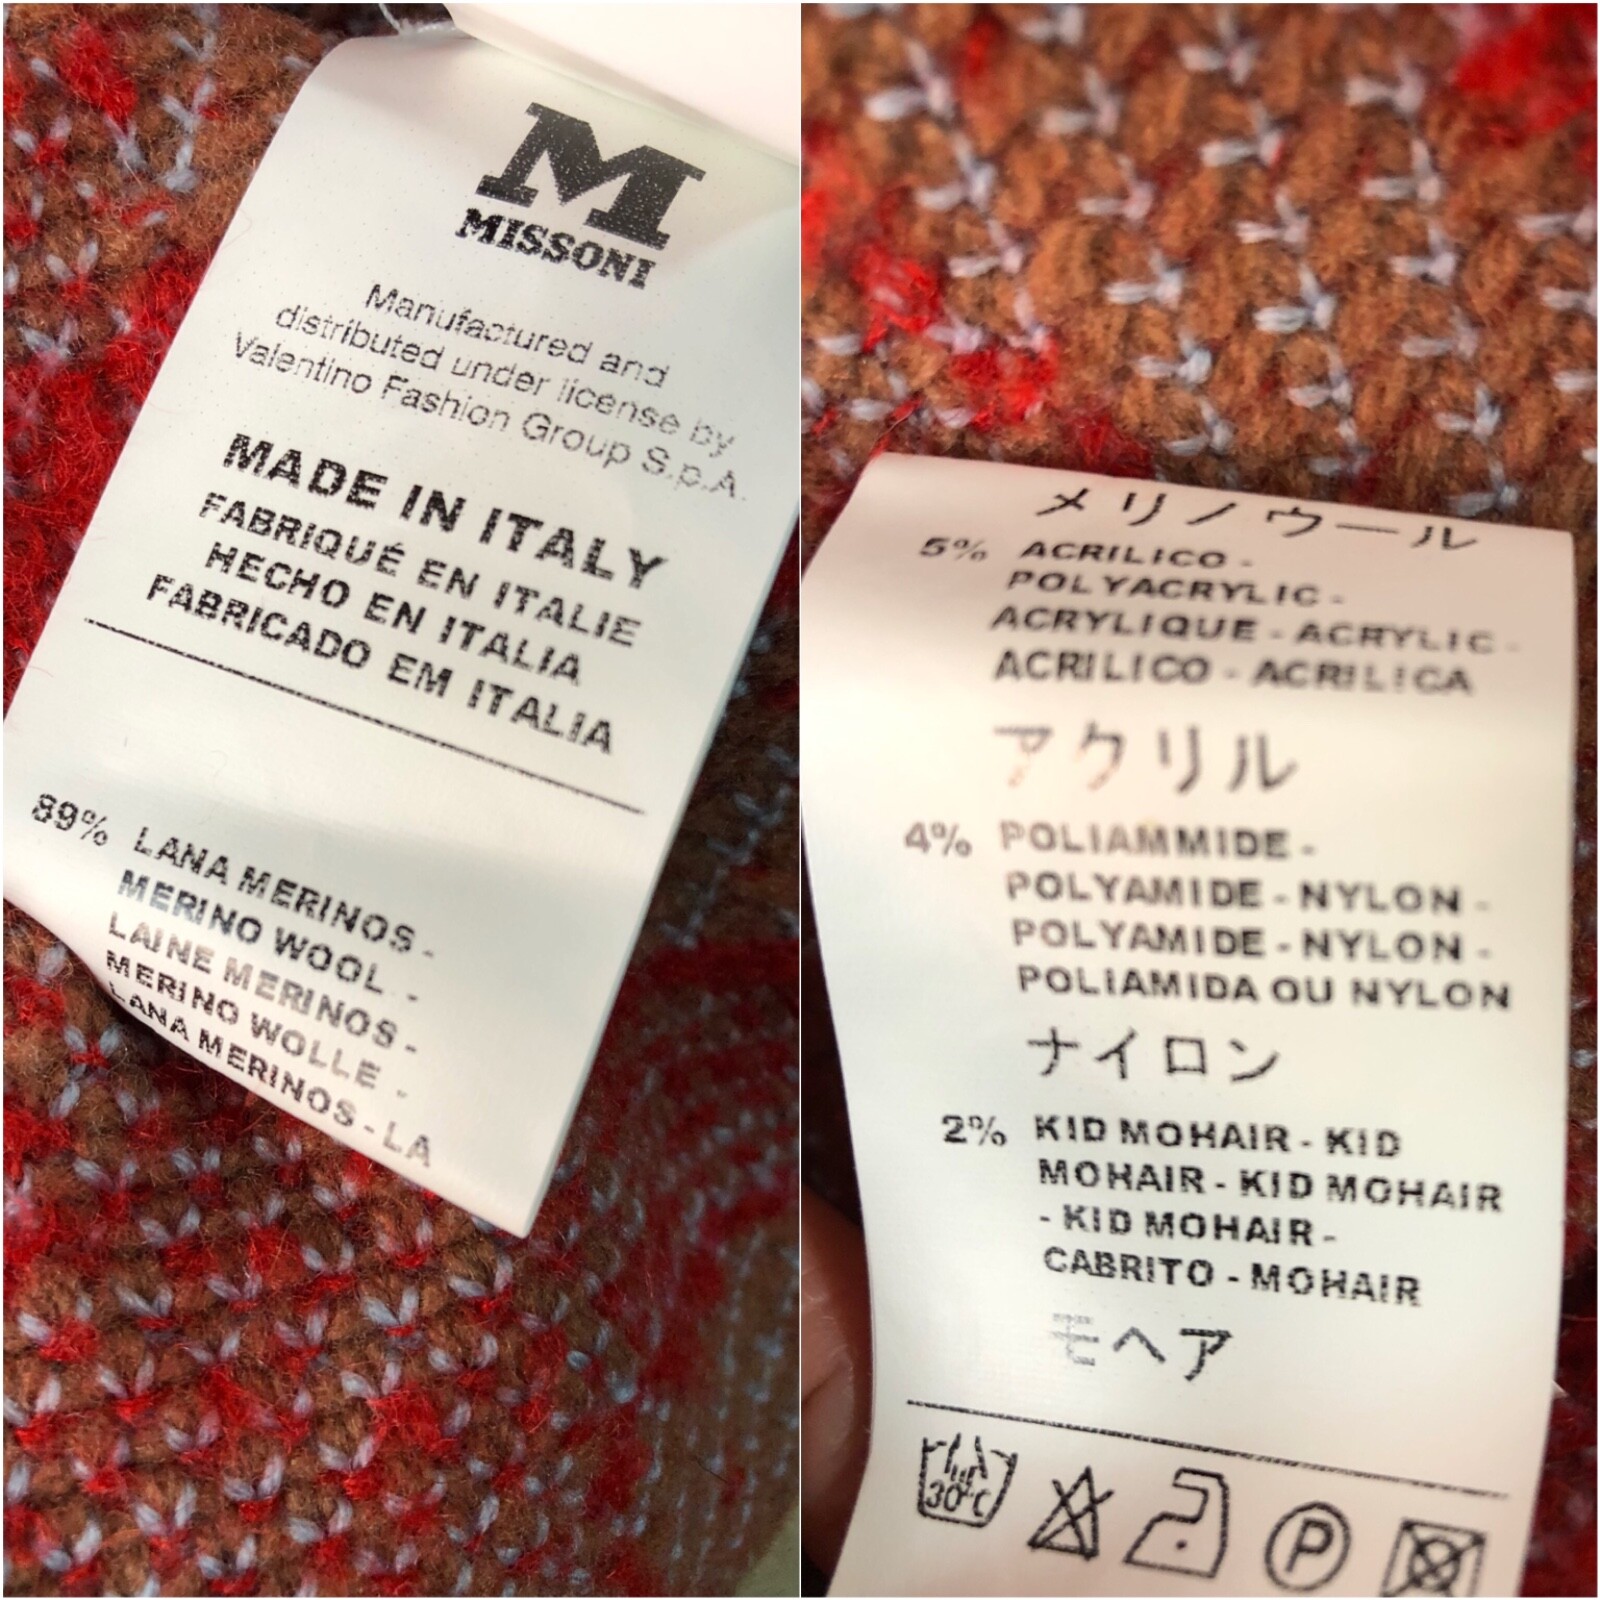 M
MISSONI
Manufactured and
distributed under license by
Valentino Fashion Group S.p.A.
MADE IN ITALY
FABRIQUÉ EN ITALIE
HECHO EN ITALIA
FABRICADO EM ITALIA
89% LANA MERINOS -
MERINO WOOL -
LAINE MERINOS -
MERINO WOLLE -
LANA MERINOS - LA
メリノウール
5% ACRILICO -
POLYACRYLIC -
ACRYLIQUE - ACRYLIC -
ACRILICO - ACRILICA
アクリル
4% POLIAMMIDE -
POLYAMIDE - NYLON -
POLYAMIDE - NYLON -
POLIAMIDA OU NYLON
ナイロン
2% KID MOHAIR - KID
MOHAIR - KID MOHAIR
- KID MOHAIR -
CABRITO - MOHAIR
モヘア
30°C
P